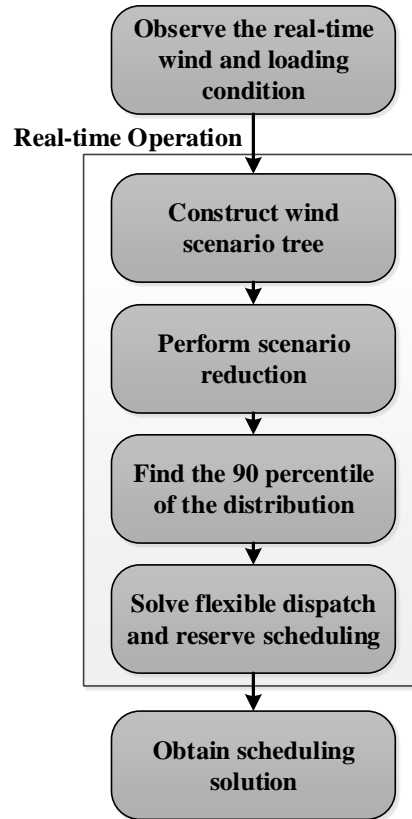 Observe the real-time
wind and loading
condition
Real-time Operation
Construct wind
scenario tree
Perform scenario
reduction
Find the 90 percentile
of the distribution
Solve flexible dispatch
and reserve scheduling
Obtain scheduling
solution